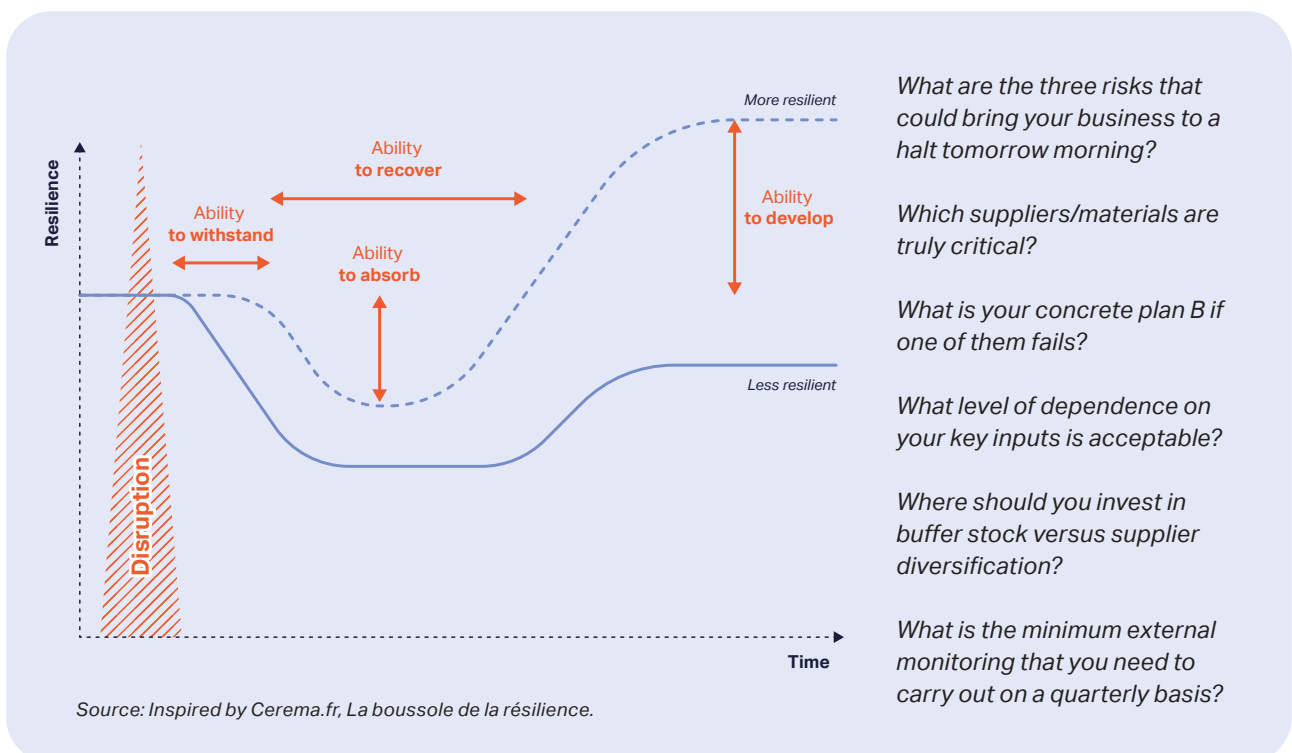 More resilient
Ability
to recover
Ability
to withstand
Ability
to absorb
Ability
to develop
Less resilient
Resilience
Disruption
Time
Source: Inspired by Cerema.fr, La boussole de la résilience.
What are the three risks that
could bring your business to a
halt tomorrow morning?
Which suppliers/materials are
truly critical?
What is your concrete plan B if
one of them fails?
What level of dependence on
your key inputs is acceptable?
Where should you invest in
buffer stock versus supplier
diversification?
What is the minimum external
monitoring that you need to
carry out on a quarterly basis?